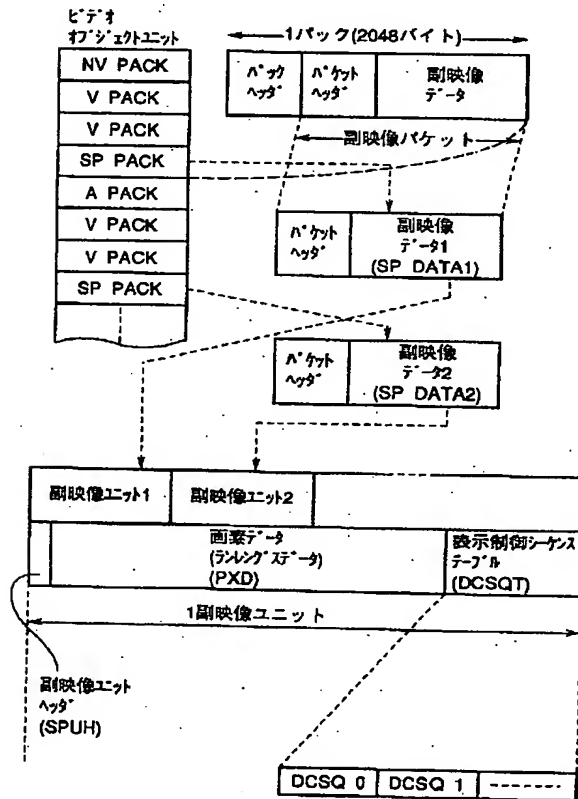 ビデオ
オブジェクトユニット
NV PACK
V PACK
V PACK
SP PACK
A PACK
V PACK
V PACK
SP PACK
1パック(2048バイト)
パック
ヘッダ
パケット
ヘッダ
副映像
データ
副映像パケット
パケット
ヘッダ
副映像
データ1
(SP DATA1)
パケット
ヘッダ
副映像
データ2
(SP DATA2)
副映像ユニット1
副映像ユニット2
画素データ
(ランレングスデータ)
(PXD)
表示制御シーケンス
テーブル
(DCSQT)
1副映像ユニット
副映像ユニット
ヘッダ
(SPUH)
DCSQ 0
DCSQ 1